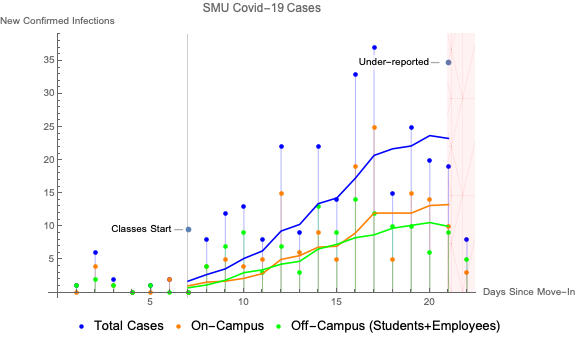 SMU Covid-19 Cases
New Confirmed Infections
35
30
25
20
15
10
5
Under-reported
Classes Start
5
10
15
20
Days Since Move-In
Total Cases
On-Campus
Off-Campus (Students+Employees)